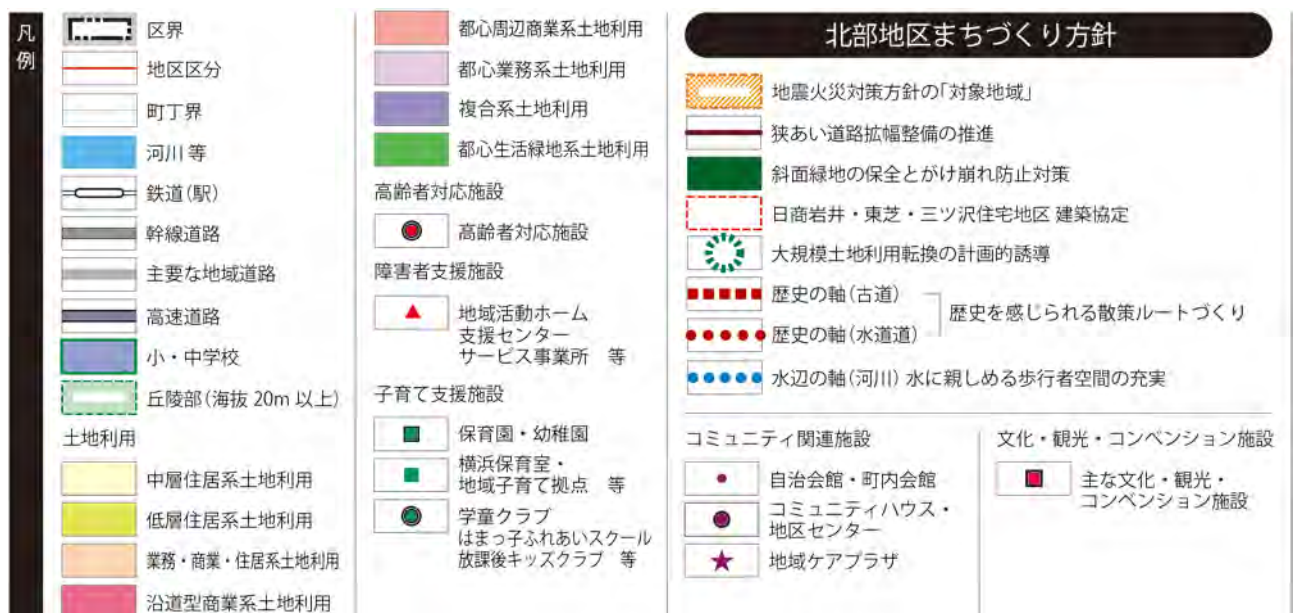 凡例
区界
地区区分
町丁界
河川等
鉄道(駅)
幹線道路
主要な地域道路
高速道路
小・中学校
丘陵部(海抜 20m 以上)
土地利用
中層住居系土地利用
低層住居系土地利用
業務・商業・住居系土地利用
沿道型商業系土地利用
都心周辺商業系土地利用
都心業務系土地利用
複合系土地利用
都心生活緑地系土地利用
高齢者対応施設
高齢者対応施設
障害者支援施設
地域活動ホーム
支援センター
サービス事業所 等
子育て支援施設
保育園・幼稚園
横浜保育室・
地域子育て拠点 等
学童クラブ
はまっ子ふれあいスクール
放課後キッズクラブ 等
北部地区まちづくり方針
地震火災対策方針の「対象地域」
狭あい道路拡幅整備の推進
斜面緑地の保全とがけ崩れ防止対策
日商岩井・東芝・三ツ沢住宅地区 建築協定
大規模土地利用転換の計画的誘導
歴史の軸(古道)
歴史を感じられる散策ルートづくり
歴史の軸(水道道)
水辺の軸(河川) 水に親しめる歩行者空間の充実
コミュニティ関連施設
自治会館・町内会館
コミュニティハウス・
地区センター
地域ケアプラザ
文化・観光・コンベンション施設
主な文化・観光・
コンベンション施設